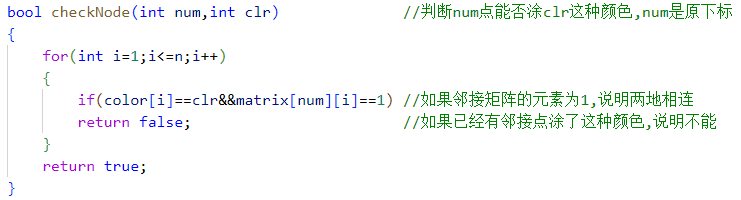 bool checkNode(int num,int clr) //判断num点能否涂clr这种颜色,num是原下标
{
for(int i=1;i<=n;i++)
{
if(color[i]==clr&&matrix[num][i]==1) //如果邻接矩阵的元素为1,说明两地相连
return false; //如果已经有邻接点涂了这种颜色,说明不能
}
return true;
}